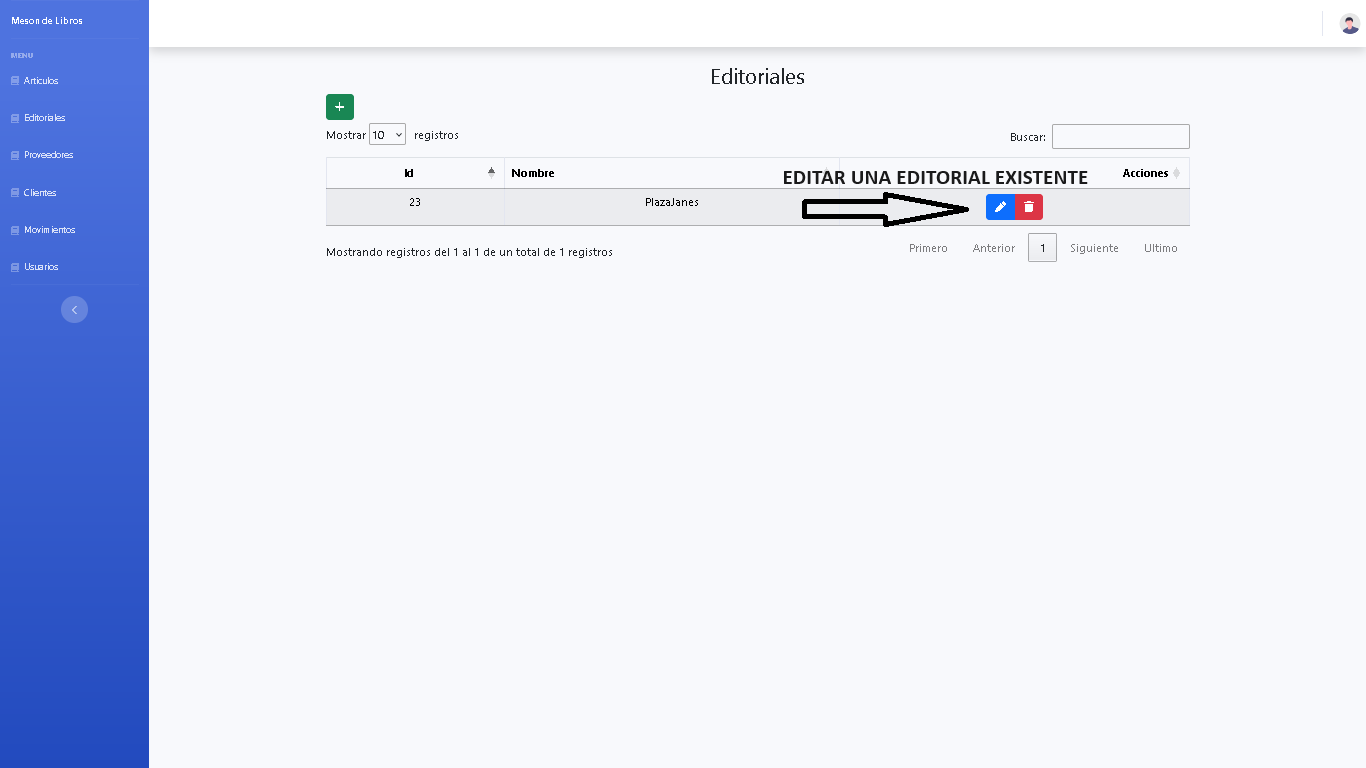 Meson de Libros
MENU
Artículos
Editoriales
Proveedores
Clientes
Movimientos
Usuarios
Editoriales
+
Mostrar 10 registros
Buscar:
Id Nombre Acciones
EDITAR UNA EDITORIAL EXISTENTE
23 PlazaJanes
Mostrando registros del 1 al 1 de un total de 1 registros
Primero Anterior 1 Siguiente Ultimo